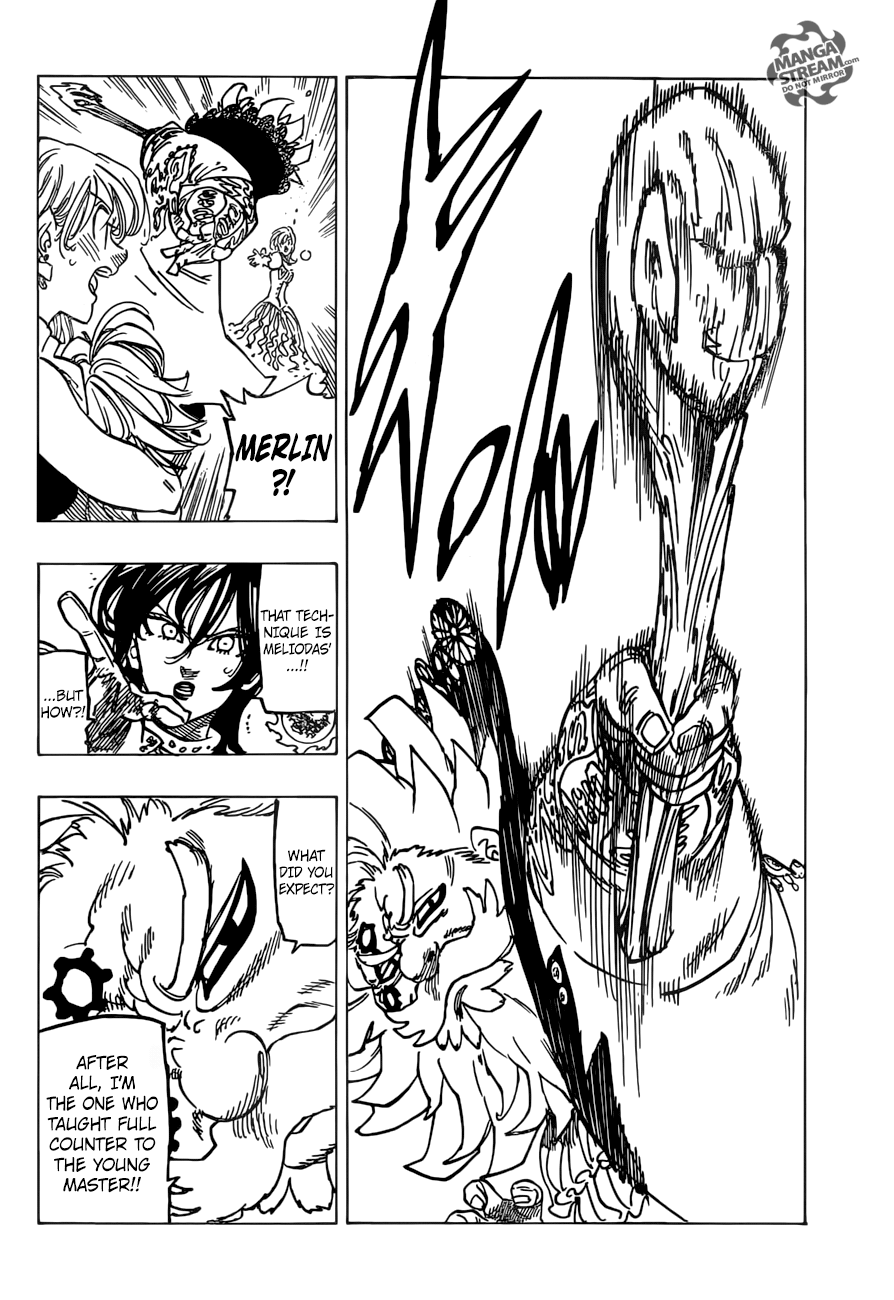 MANGA
STREAM.com
DO NOT MIRROR
MERLIN
?!
THAT TECH-
NIQUE IS
MELIODAS'
...!!
...BUT
HOW?!
WHAT
DID YOU
EXPECT?
AFTER
ALL, I'M
THE ONE WHO
TAUGHT FULL
COUNTER TO
THE YOUNG
MASTER!!